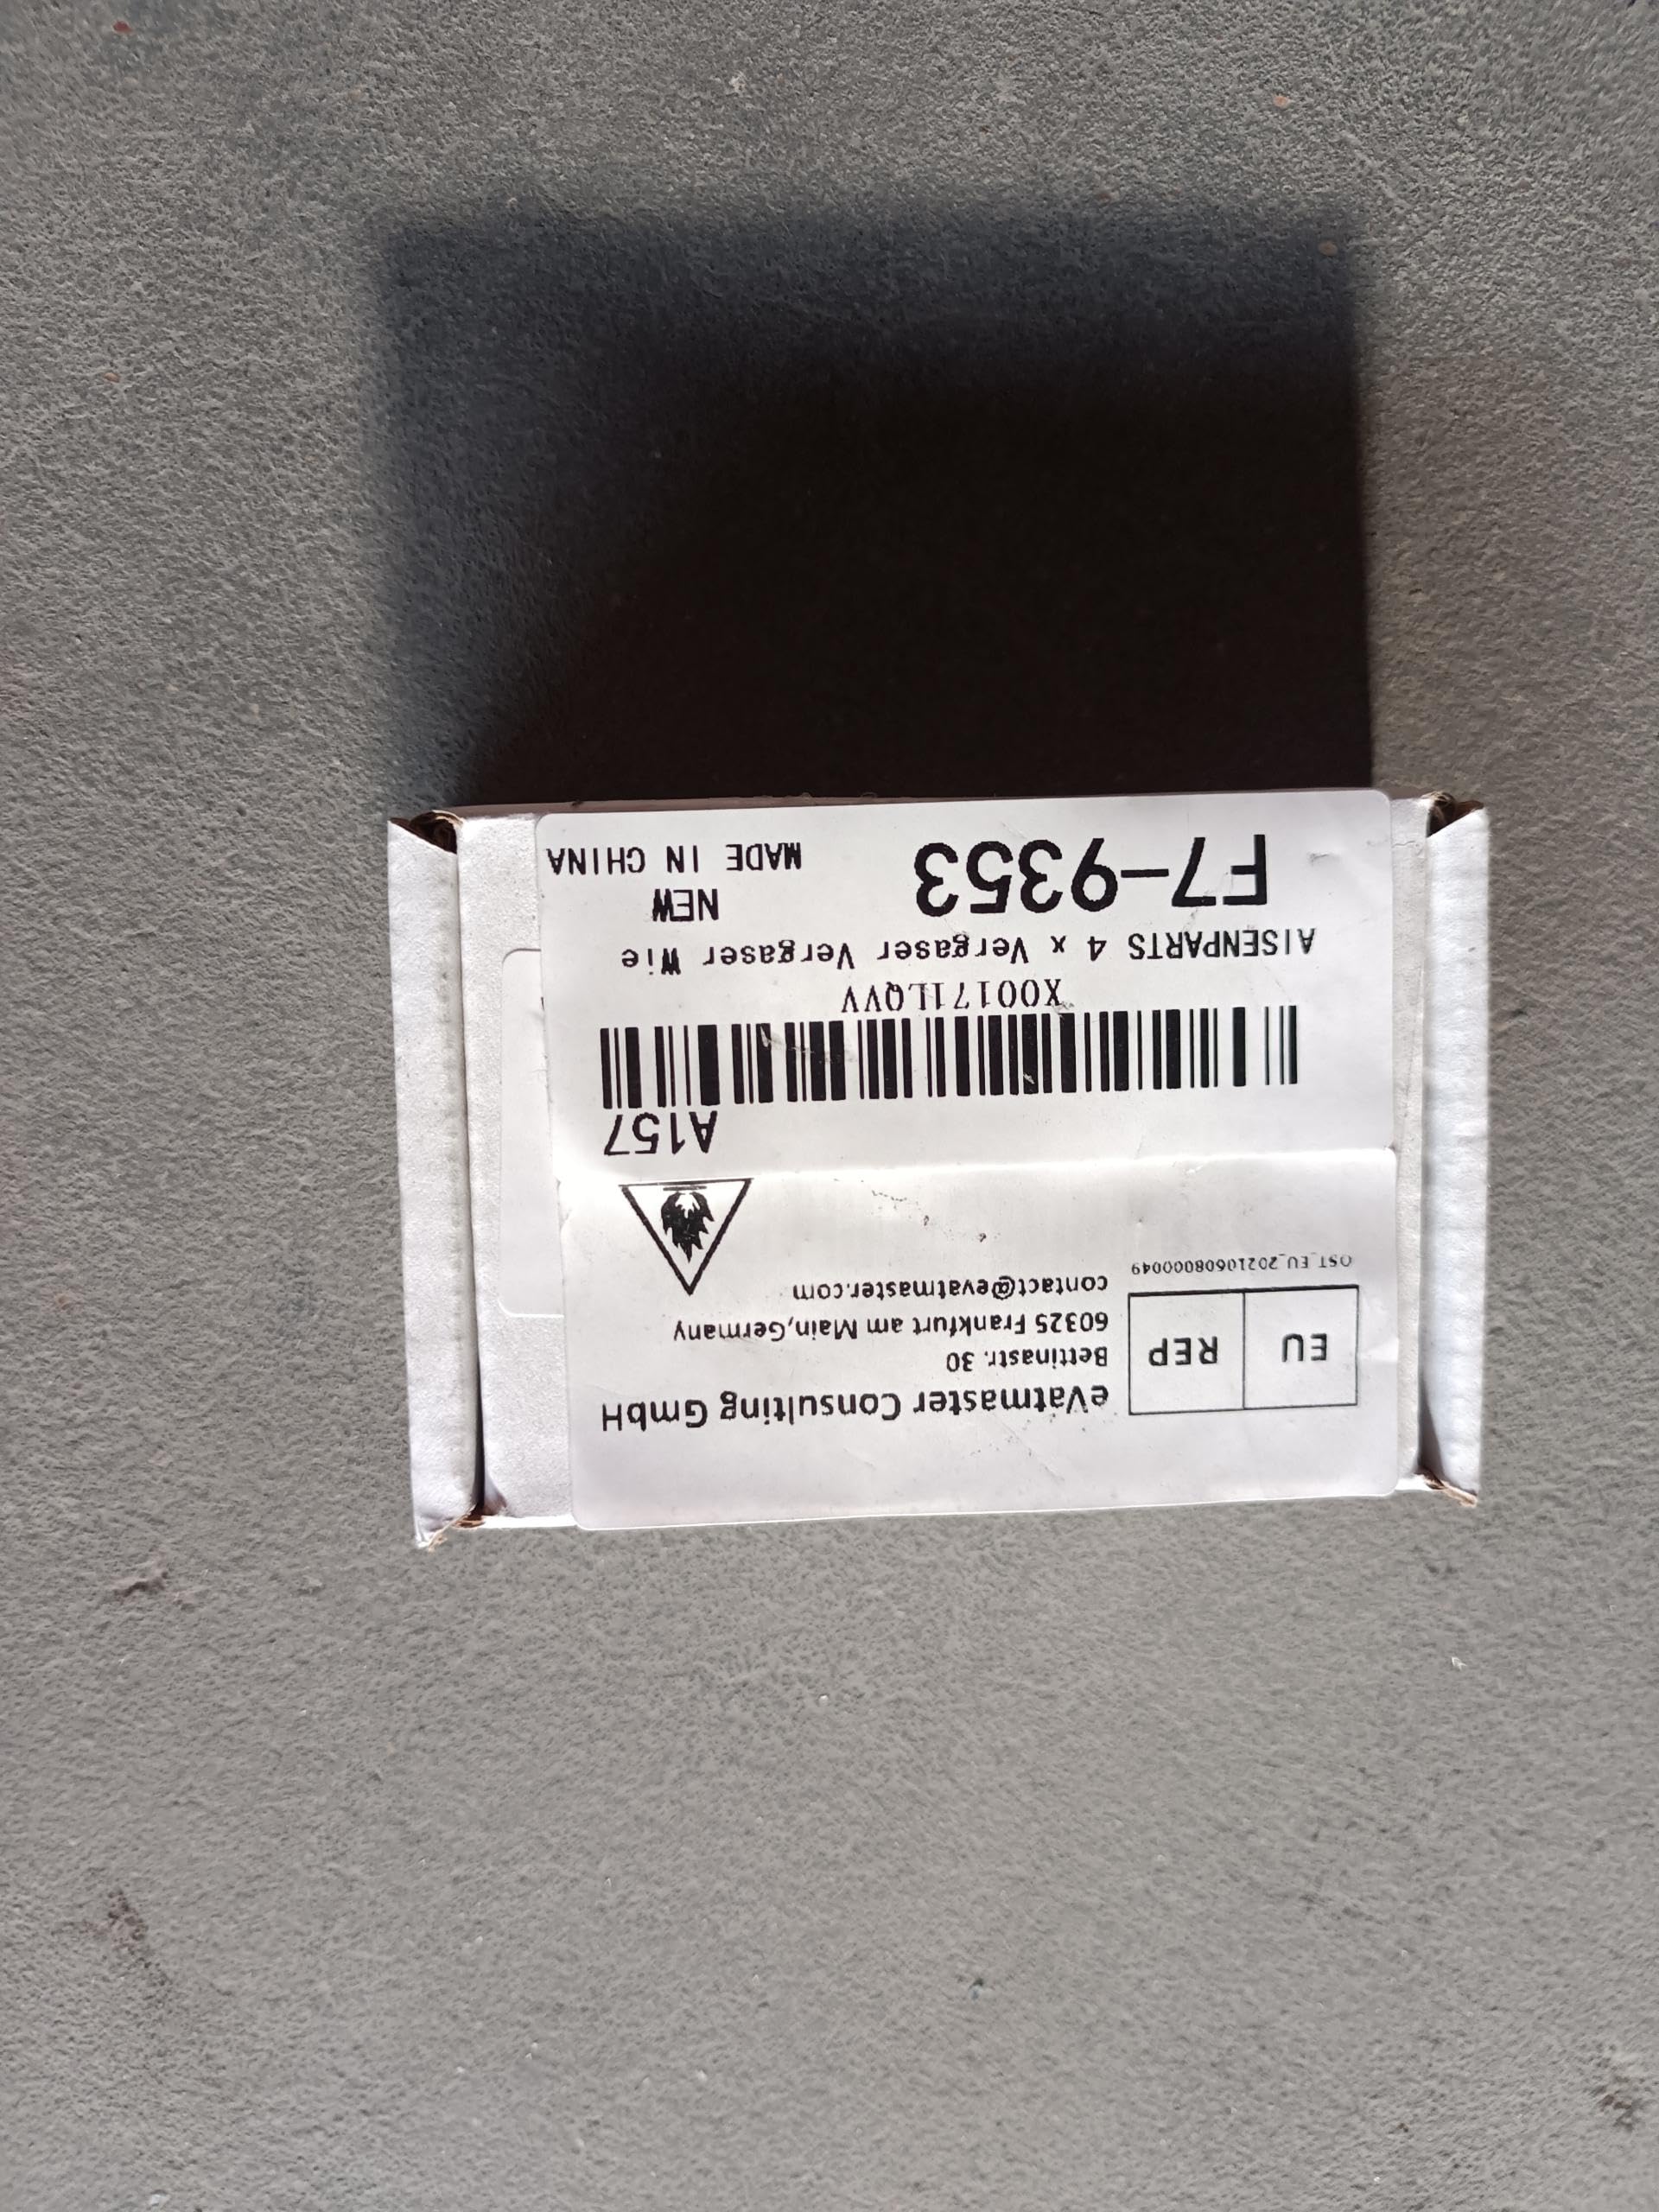 eVatmaster Consulting GmbH
Bettinastr. 30
60325 Frankfurt am Main,Germany
contact@evatmaster.com
EU REP
OST_EU_20210608000049
A157
X00171LQVV
AISENPARTS 4 x Vergaser Vergaser Wie
NEW
F7-9353
MADE IN CHINA